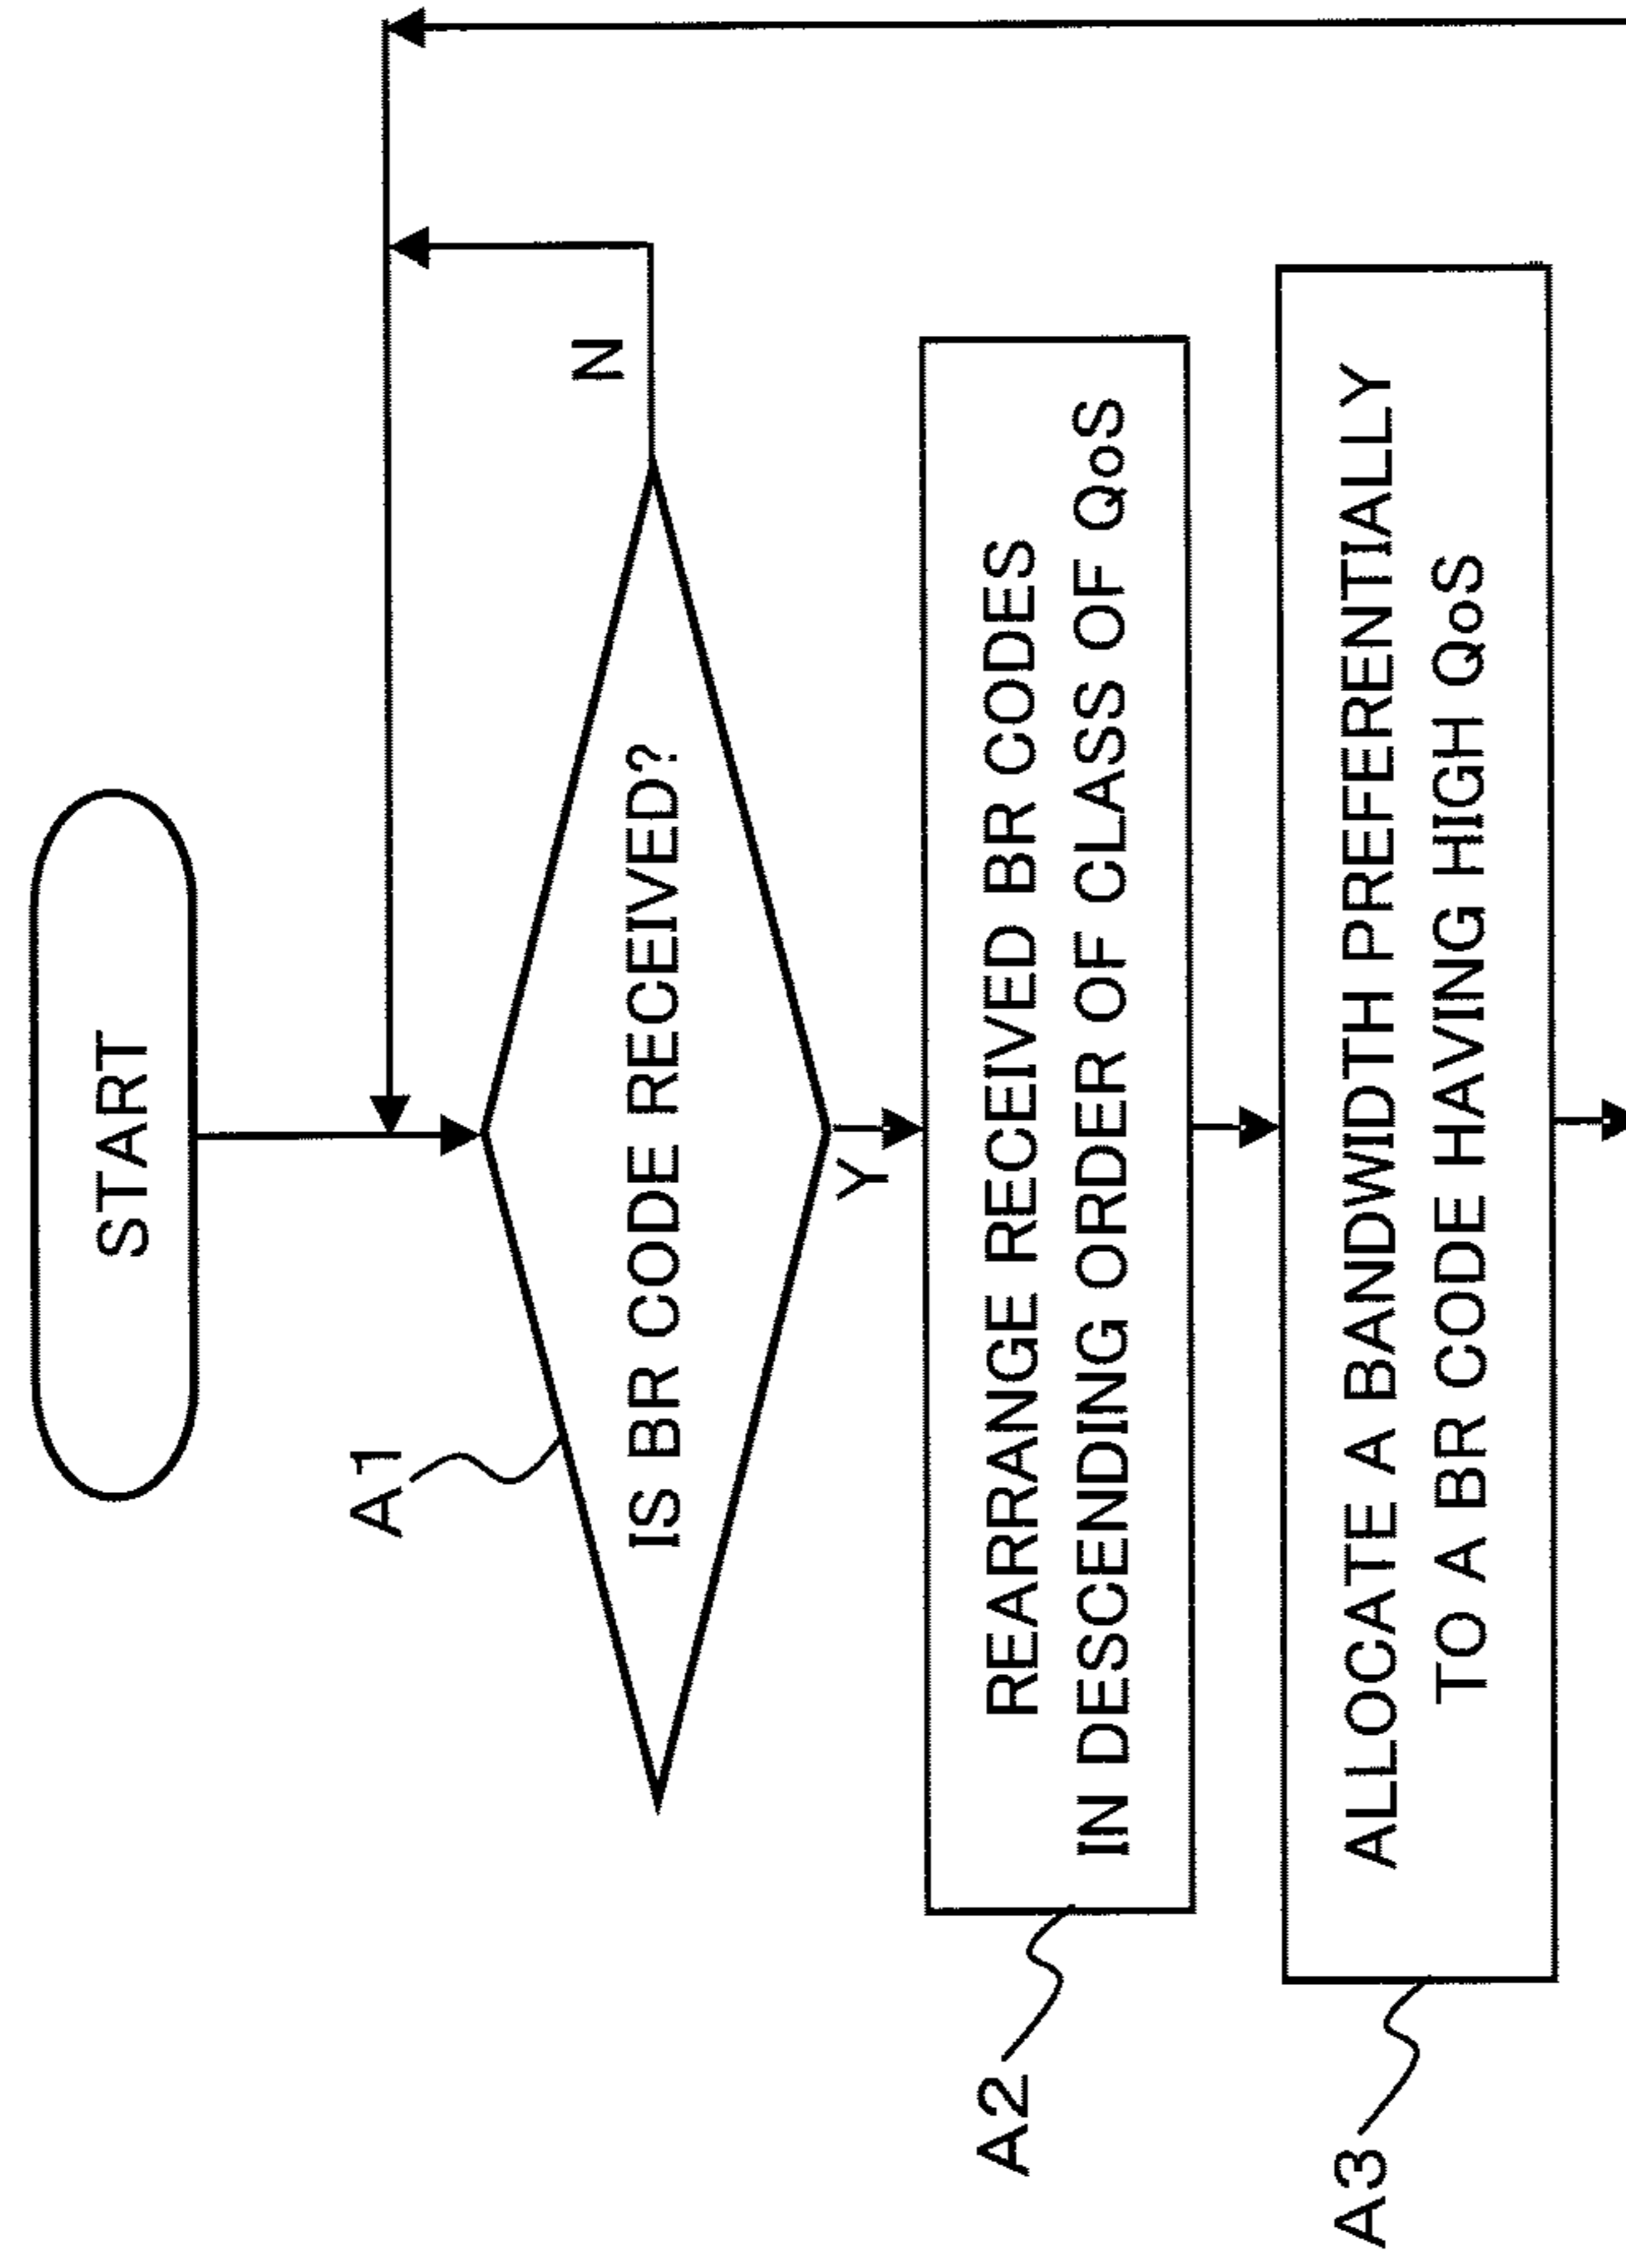 START
A1
IS BR CODE RECEIVED?
N
Y
A2
REARRANGE RECEIVED BR CODES
IN DESCENDING ORDER OF CLASS OF QoS
A3
ALLOCATE A BANDWIDTH PREFERENTIALLY
TO A BR CODE HAVING HIGH QoS